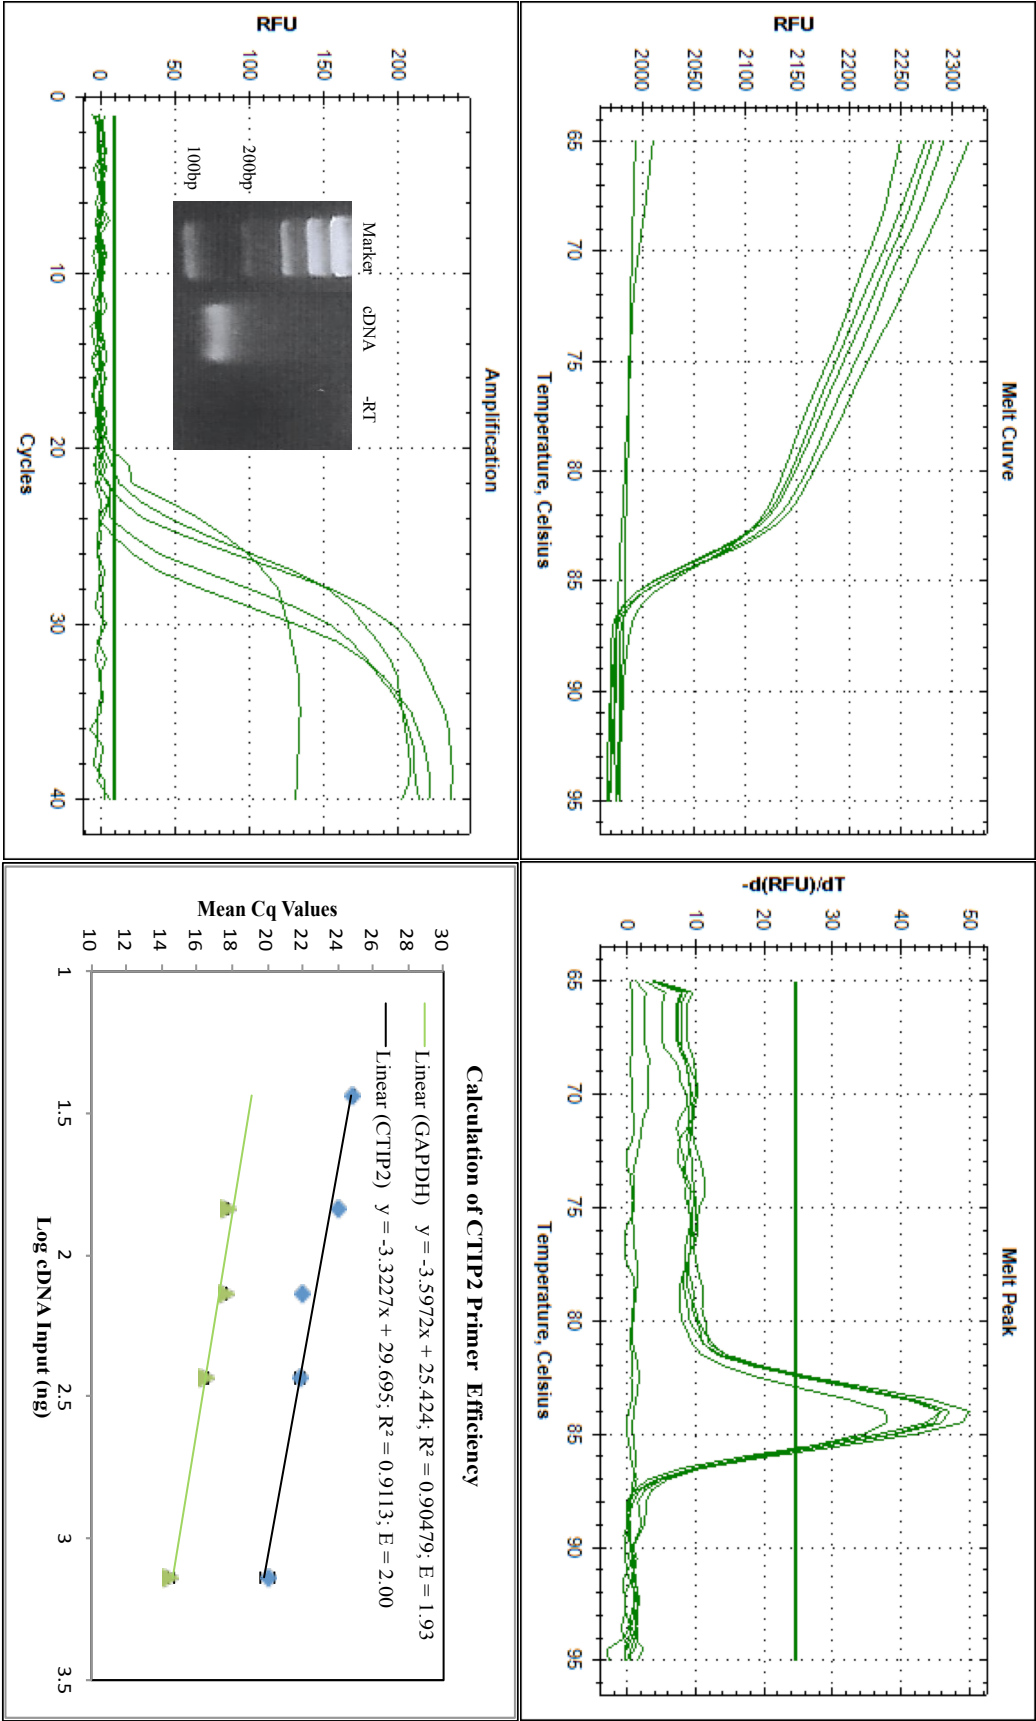 Melt Curve
RFU
2300
2250
2200
2150
2100
2050
2000
65 70 75 80 85 90 95
Temperature, Celsius
Melt Peak
-d(RFU)/dT
50
40
30
20
10
0
65 70 75 80 85 90 95
Temperature, Celsius
Amplification
RFU
200
150
100
50
0
Marker cDNA -RT
200bp
100bp
0 10 20 30 40
Cycles
Calculation of CTIP2 Primer Efficiency
Linear (GAPDH) y = -3.5972x + 25.424; R² = 0.90479; E = 1.93
Linear (CTIP2) y = -3.3227x + 29.695; R² = 0.9113; E = 2.00
Mean Cq Values
30
28
26
24
22
20
18
16
14
12
10
1 1.5 2 2.5 3 3.5
Log cDNA Input (ng)